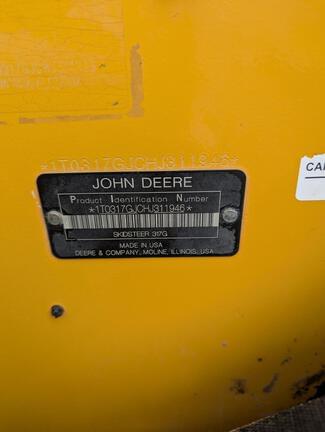 *1T0317GJCHJ311946*
JOHN DEERE
Product Identification Number
*1T0317GJCHJ311946*
SKIDSTEER 317G
MADE IN USA
DEERE & COMPANY, MOLINE, ILLINOIS, USA